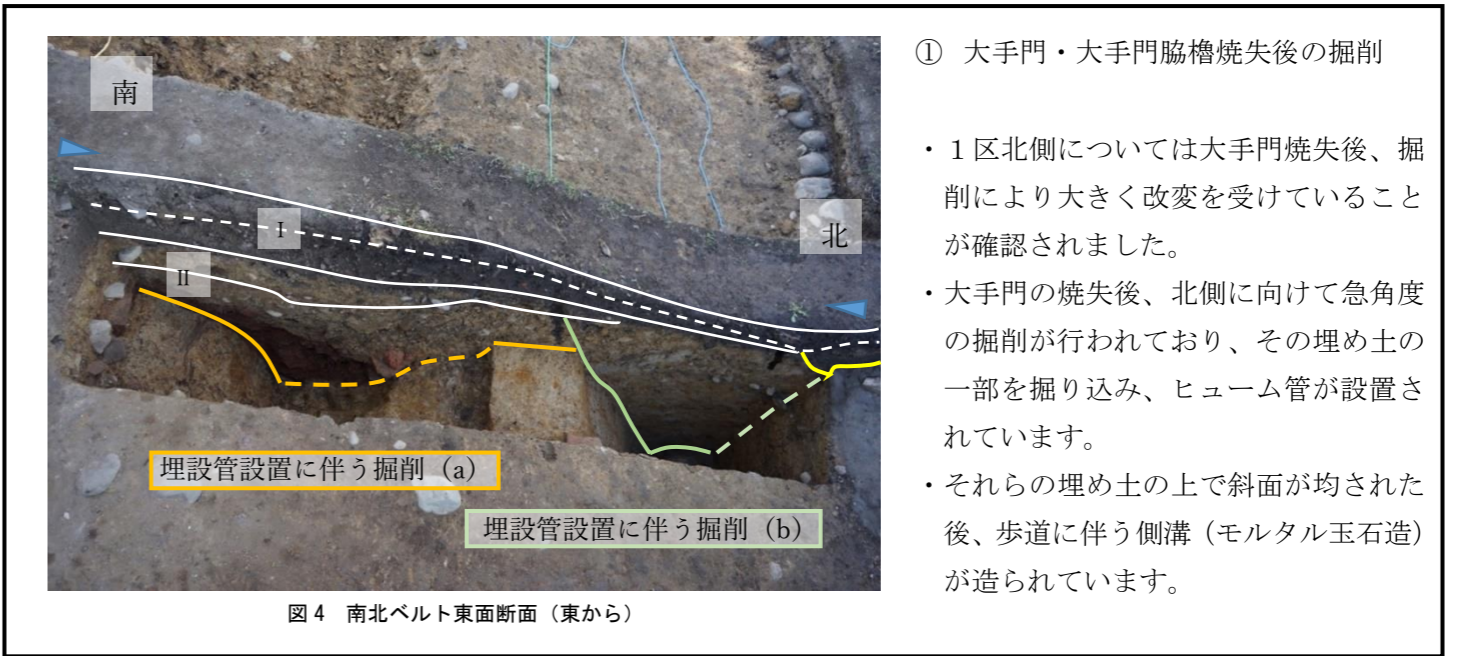 南
北
Ⅰ
Ⅱ
埋設管設置に伴う掘削（a）
埋設管設置に伴う掘削（b）
図４　南北ベルト東面断面（東から）
①　大手門・大手門脇櫓焼失後の掘削
・１区北側については大手門焼失後、掘
削により大きく改変を受けていること
が確認されました。
・大手門の焼失後、北側に向けて急角度
の掘削が行われており、その埋め土の
一部を掘り込み、ヒューム管が設置さ
れています。
・それらの埋め土の上で斜面が均された
後、歩道に伴う側溝（モルタル玉石造）
が造られています。